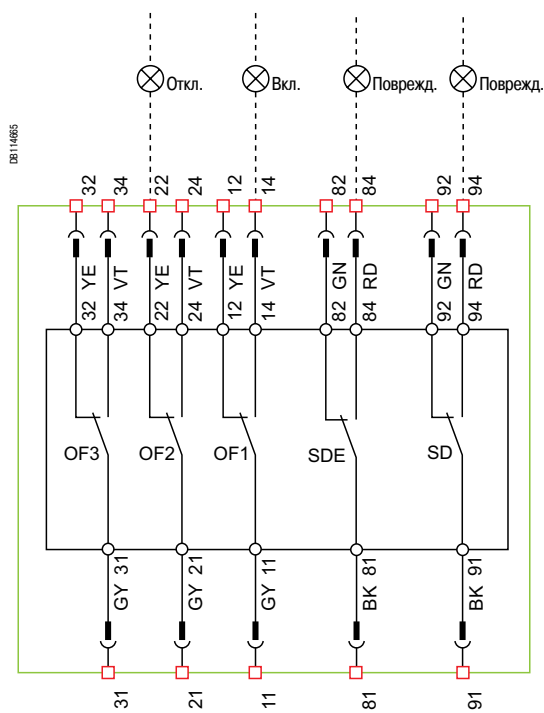 Откл.
Вкл.
Поврежд.
Поврежд.
DB114665
32
34
22
24
12
14
82
84
92
94
YE
VT
YE
VT
YE
VT
GN
RD
GN
RD
32
34
22
24
12
14
82
84
92
94
OF3
OF2
OF1
SDE
SD
31
21
11
81
91
GY
GY
GY
BK
BK
31
21
11
81
91